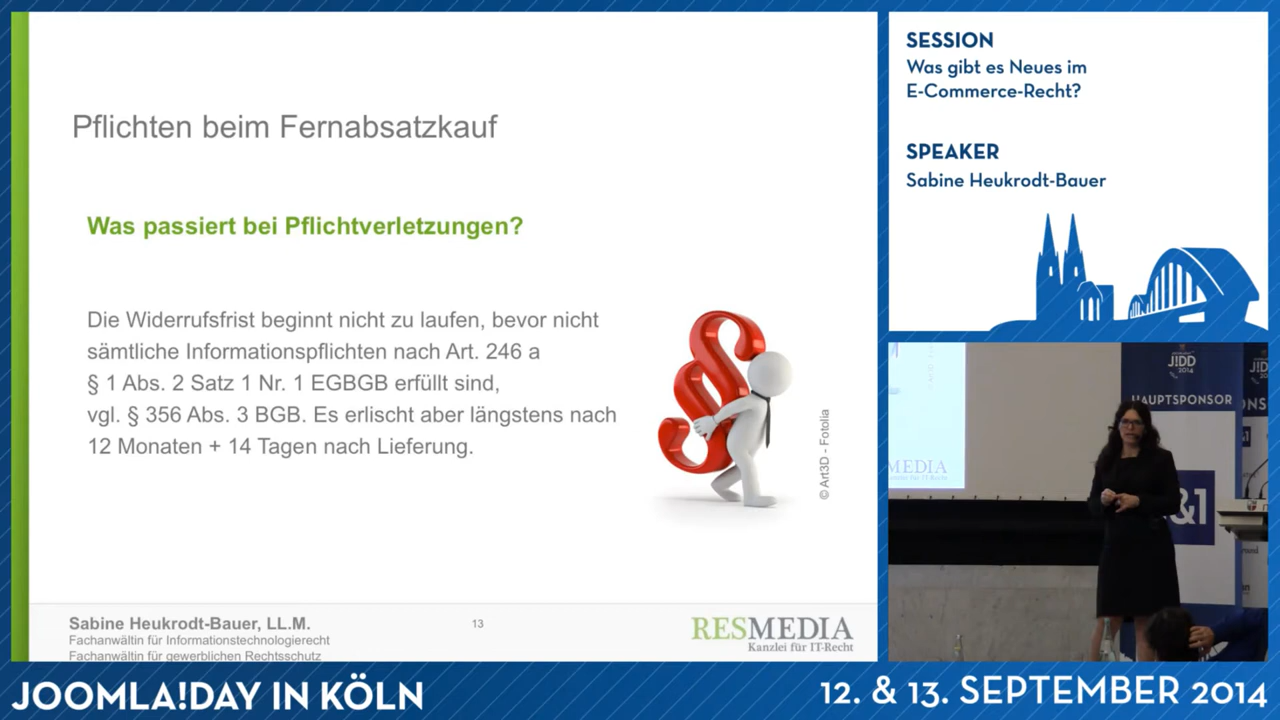 Pflichten beim Fernabsatzkauf
Was passiert bei Pflichtverletzungen?
Die Widerrufsfrist beginnt nicht zu laufen, bevor nicht
sämtliche Informationspflichten nach Art. 246 a
§ 1 Abs. 2 Satz 1 Nr. 1 EGBGB erfüllt sind,
vgl. § 356 Abs. 3 BGB. Es erlischt aber längstens nach
12 Monaten + 14 Tagen nach Lieferung.
© Art3D - Fotolia
Sabine Heukrodt-Bauer, LL.M.
Fachanwältin für Informationstechnologierecht
Fachanwältin für gewerblichen Rechtsschutz
13
RESMEDIA
Kanzlei für IT-Recht
SESSION
Was gibt es Neues im
E-Commerce-Recht?
SPEAKER
Sabine Heukrodt-Bauer
JIDD
2014
HAUPTSPONSOR
MEDIA
&1
JOOMLA!DAY IN KÖLN
12. & 13. SEPTEMBER 2014